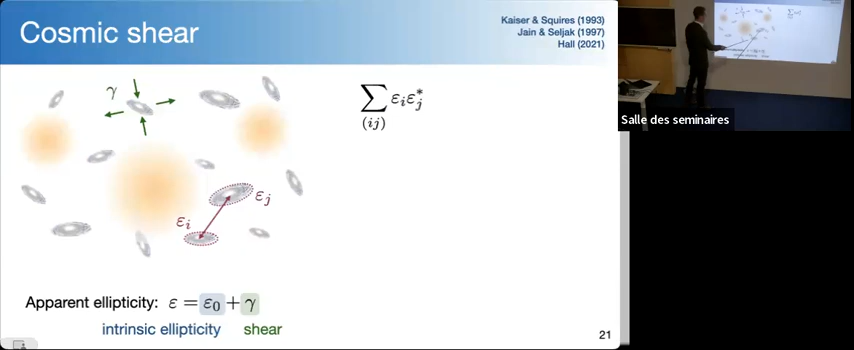 Cosmic shear
Kaiser & Squires (1993)
Jain & Seljak (1997)
Hall (2021)
γ
∑ εᵢεⱼ*
(ij)
εⱼ
εᵢ
Apparent ellipticity: ε = ε₀ + γ
intrinsic ellipticity shear
21
Salle des seminaires